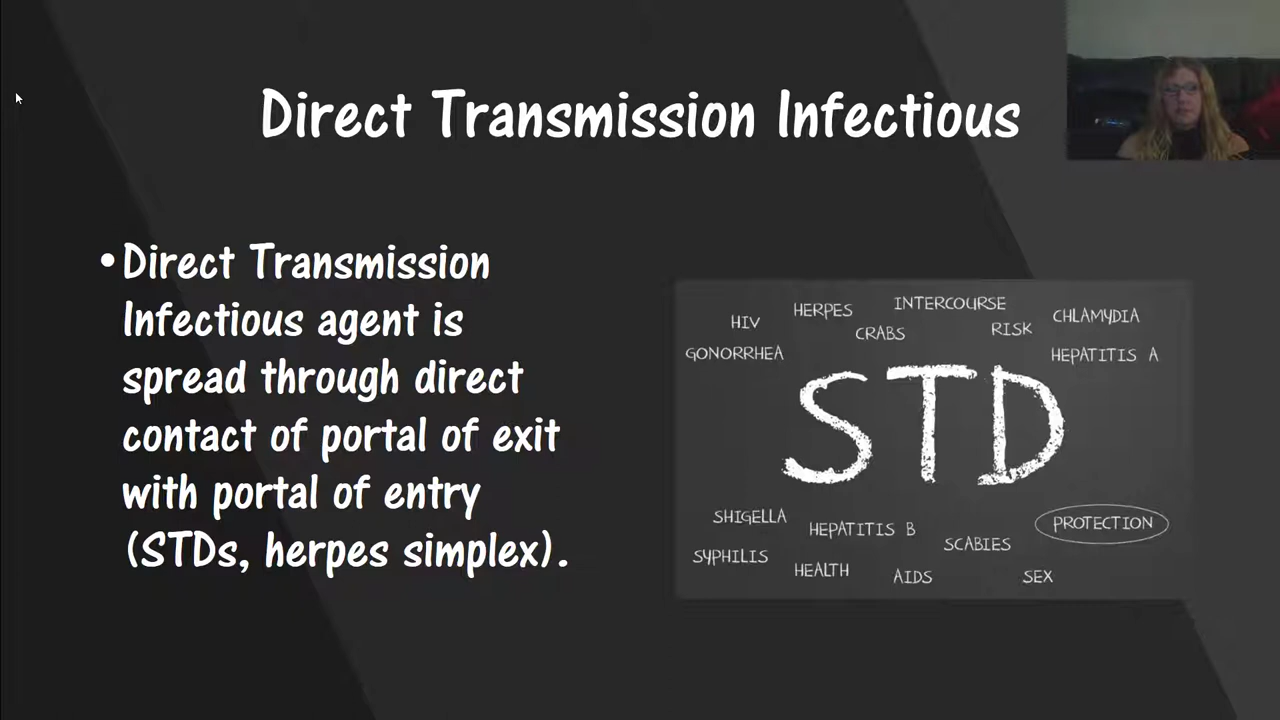 Direct Transmission Infectious
•Direct Transmission
Infectious agent is
spread through direct
contact of portal of exit
with portal of entry
(STDs, herpes simplex).
HIV HERPES INTERCOURSE CHLAMYDIA
CRABS RISK
GONORRHEA HEPATITIS A
STD
SHIGELLA HEPATITIS B PROTECTION
SCABIES
SYPHILIS HEALTH AIDS SEX